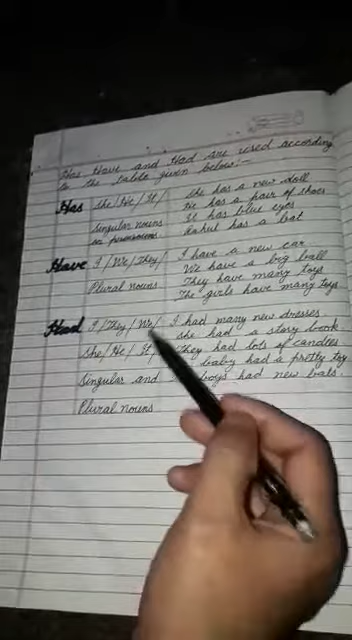 Has Have and Had are used according
to the table given below:-
Has She/He/It/ She has a new doll
He has a pair of shoes
Singular nouns It has blue eyes
Rahul has a bat
Have I/We/They/ I have a new car
We have a big ball
Plural nouns They have many toys
The girls have many toys
Had I/They/We/ I had many new dresses
She had a story book
She/He/It/ They had lots of candies
baby had a pretty toy
Singular and boys had new bats.
Plural nouns